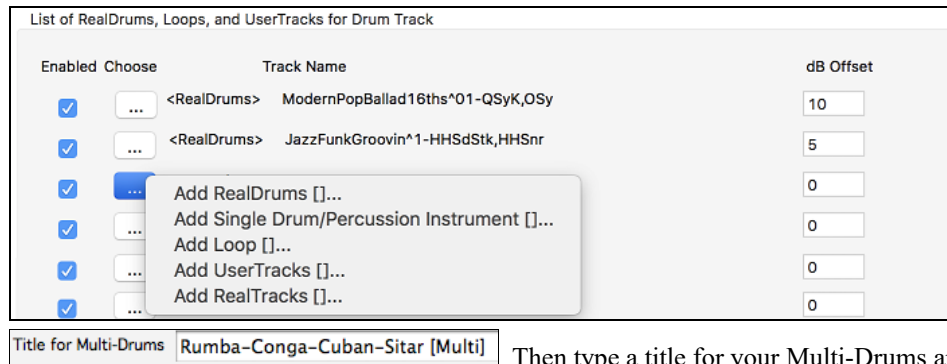 List of RealDrums, Loops, and UserTracks for Drum Track
Enabled Choose Track Name dB Offset
... <RealDrums> ModernPopBallad16ths^01-QSyK,OSy 10
... <RealDrums> JazzFunkGroovin^1-HHSdStk,HHSnr 5
... 0
Add RealDrums []...
Add Single Drum/Percussion Instrument []...
... 0
Add Loop []...
Add UserTracks []...
... 0
Add RealTracks []...
... 0
Title for Multi-Drums Rumba-Conga-Cuban-Sitar [Multi] Then type a title for your Multi-Drums a